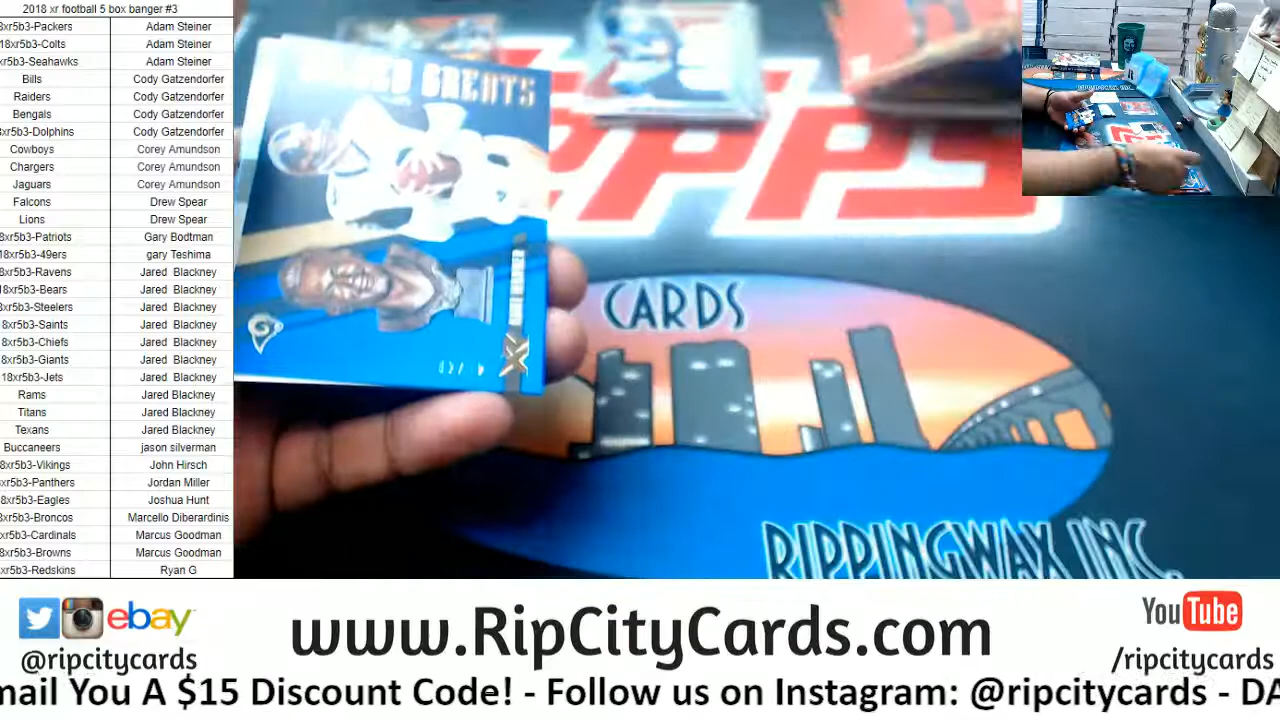 2018 xr football 5 box banger #3
8xr5b3-Packers Adam Steiner
18xr5b3-Colts Adam Steiner
xr5b3-Seahawks Adam Steiner
Bills Cody Gatzendorfer
Raiders Cody Gatzendorfer
Bengals Cody Gatzendorfer
8xr5b3-Dolphins Cody Gatzendorfer
Cowboys Corey Amundson
Chargers Corey Amundson
Jaguars Corey Amundson
Falcons Drew Spear
Lions Drew Spear
8xr5b3-Patriots Gary Bodtman
18xr5b3-49ers gary Teshima
8xr5b3-Ravens Jared Blackney
18xr5b3-Bears Jared Blackney
8xr5b3-Steelers Jared Blackney
8xr5b3-Saints Jared Blackney
8xr5b3-Chiefs Jared Blackney
8xr5b3-Giants Jared Blackney
18xr5b3-Jets Jared Blackney
Rams Jared Blackney
Titans Jared Blackney
Texans Jared Blackney
Buccaneers jason silverman
8xr5b3-Vikings John Hirsch
xr5b3-Panthers Jordan Miller
8xr5b3-Eagles Joshua Hunt
8xr5b3-Broncos Marcello Diberardinis
xr5b3-Cardinals Marcus Goodman
8xr5b3-Browns Marcus Goodman
xr5b3-Redskins Ryan G
GREATS
XR
CARDS
RIPPINGWAX INC.
ebay
@ripcitycards
www.RipCityCards.com
YouTube
/ripcitycards
mail You A $15 Discount Code! - Follow us on Instagram: @ripcitycards - DA